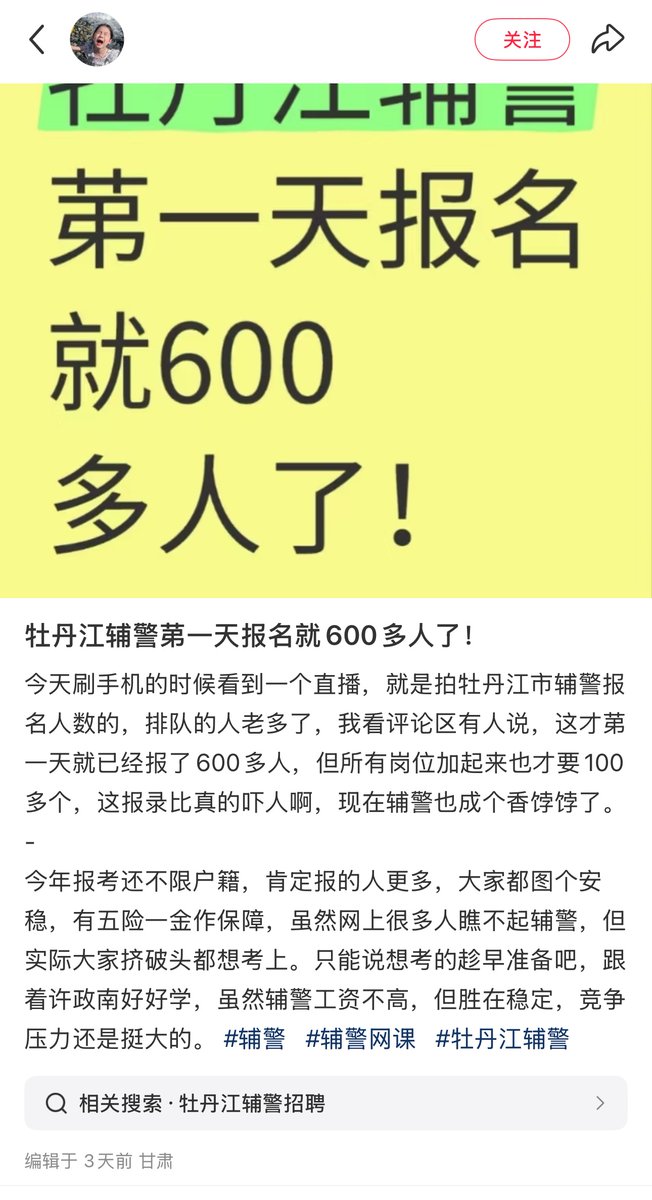 关注
牡丹江辅警
第一天报名
就600
多人了！
牡丹江辅警第一天报名就600多人了！
今天刷手机的时候看到一个直播，就是拍牡丹江市辅警报
名人数的，排队的人老多了，我看评论区有人说，这才第
一天就已经报了600多人，但所有岗位加起来也才要100
多个，这报录比真的吓人啊，现在辅警也成个香饽饽了。
-
今年报考还不限户籍，肯定报的人更多，大家都图个安
稳，有五险一金作保障，虽然网上很多人瞧不起辅警，但
实际大家挤破头都想考上。只能说想考的趁早准备吧，跟
着许政南好好学，虽然辅警工资不高，但胜在稳定，竞争
压力还是挺大的。 #辅警 #辅警网课 #牡丹江辅警
相关搜索·牡丹江辅警招聘
编辑于 3天前 甘肃